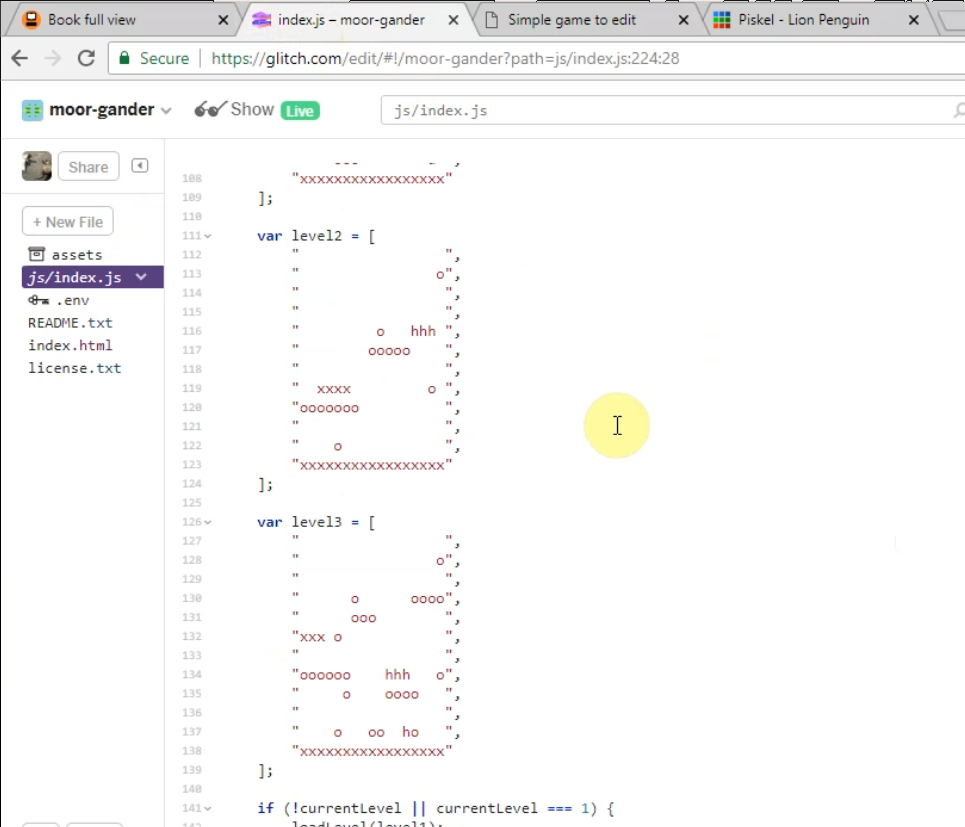 Book full view
index.js – moor-gander
Simple game to edit
Piskel - Lion Penguin
Secure
https://glitch.com/edit/#!/moor-gander?path=js/index.js:224:28
moor-gander
Show
Live
js/index.js
Share
+ New File
assets
js/index.js
.env
README.txt
index.html
license.txt
108 "xxxxxxxxxxxxxxxxx"
109 ];
110
111 var level2 = [
112 "                 ",
113 "                o",
114 "                 ",
115 "                 ",
116 "         o   hhh ",
117 "        ooooo    ",
118 "                 ",
119 "  xxxx         o ",
120 "ooooooo          ",
121 "                 ",
122 "    o            ",
123 "xxxxxxxxxxxxxxxxx"
124 ];
125
126 var level3 = [
127 "                 ",
128 "                o",
129 "                 ",
130 "      o      oooo",
131 "      ooo        ",
132 "xxx o            ",
133 "                 ",
134 "oooooo    hhh   o",
135 "     o    oooo   ",
136 "                 ",
137 "    o   oo  ho   ",
138 "xxxxxxxxxxxxxxxxx"
139 ];
140
141 if (!currentLevel || currentLevel === 1) {
142 loadLevel(level1);